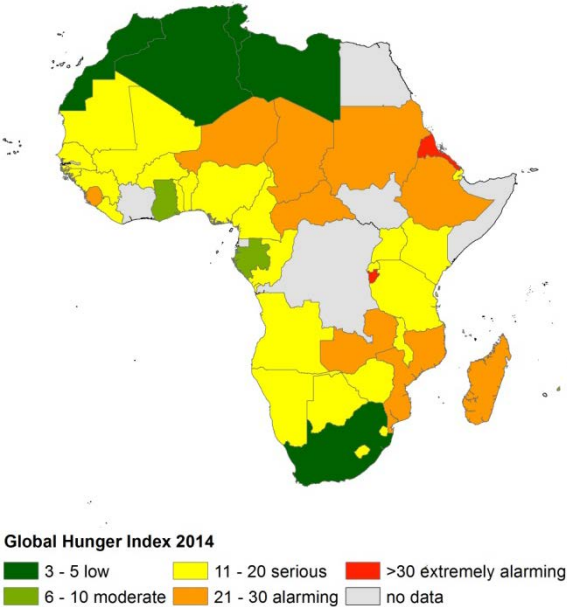 Global Hunger Index 2014
3 - 5 low
11 - 20 serious
>30 extremely alarming
6 - 10 moderate
21 - 30 alarming
no data